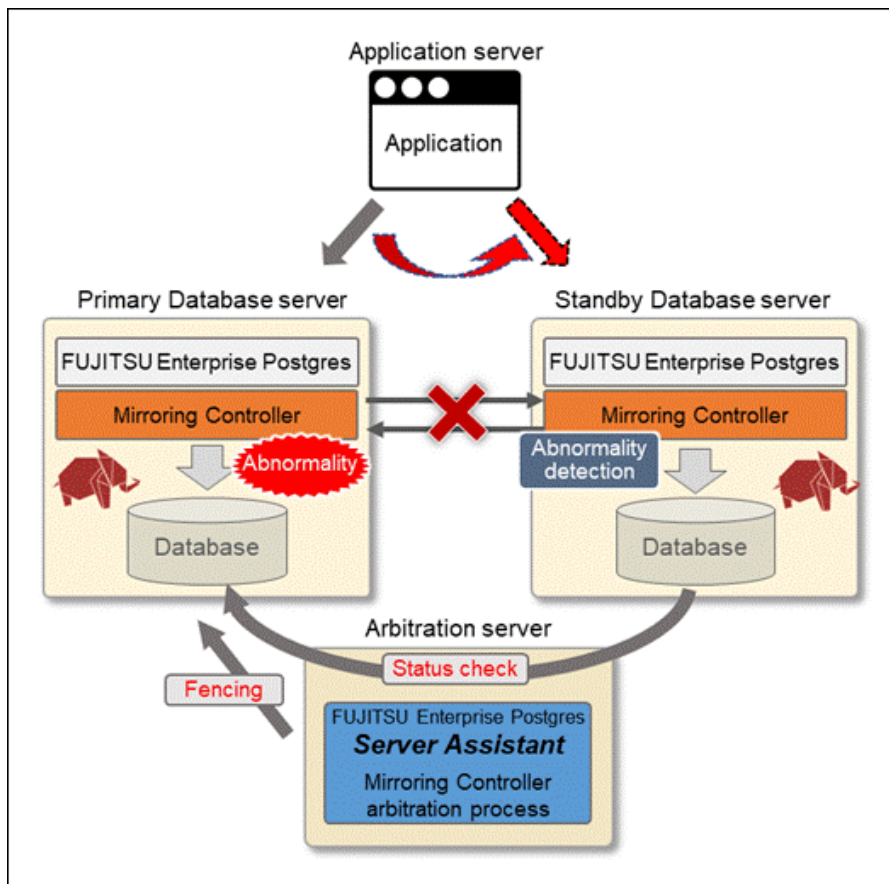 Application server
Application
Primary Database server
FUJITSU Enterprise Postgres
Mirroring Controller
Abnormality
Database
Standby Database server
FUJITSU Enterprise Postgres
Mirroring Controller
Abnormality
detection
Database
Arbitration server
Status check
Fencing
FUJITSU Enterprise Postgres
Server Assistant
Mirroring Controller
arbitration process